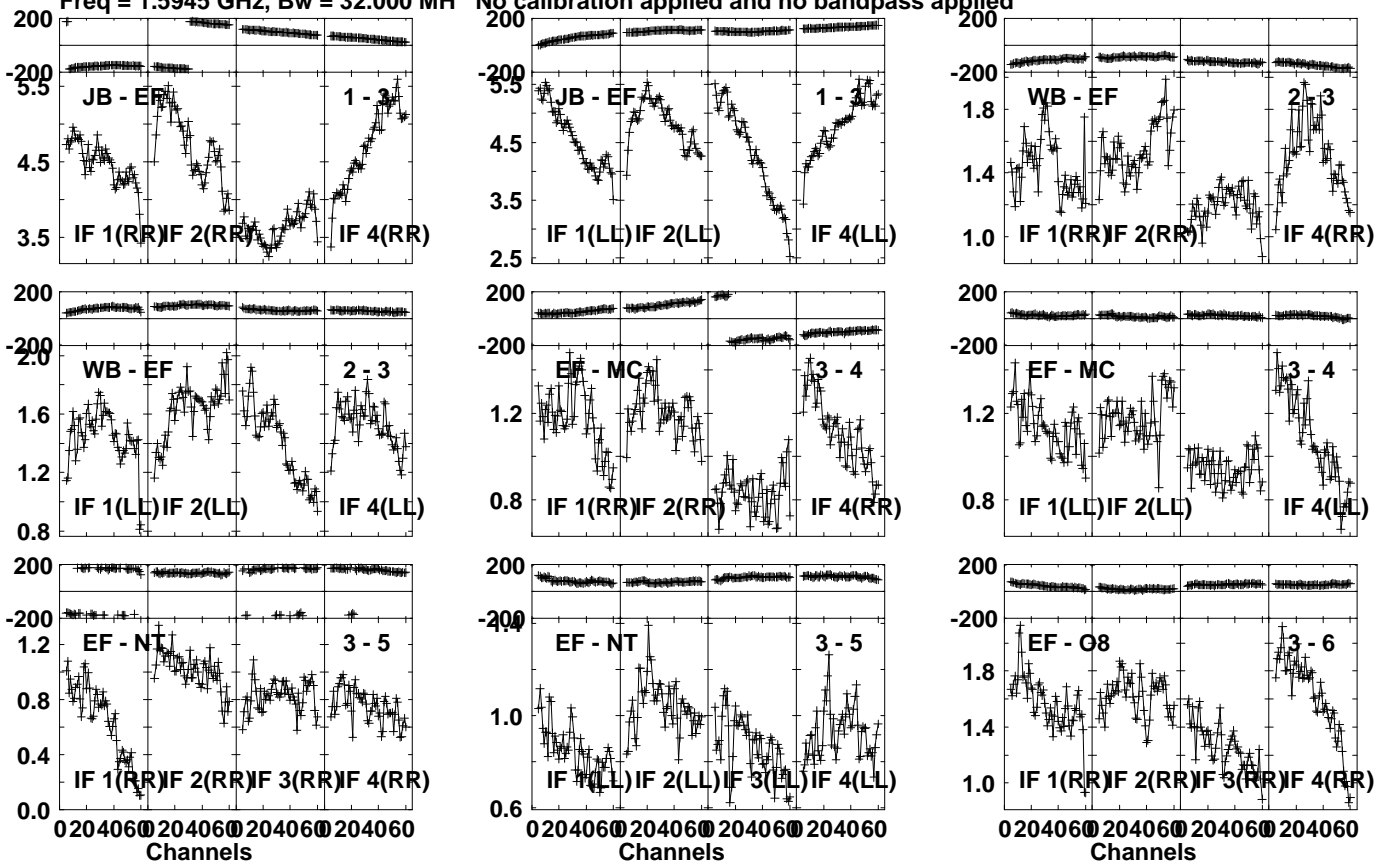 Freq = 1.5945 GHz, Bw = 32.000 MH No calibration applied and no bandpass applied
200
-200
5.5
4.5
3.5
JB - EF
1 - 3
IF 1(RR)
IF 2(RR)
IF 4(RR)
200
-200
5.5
4.5
3.5
2.5
JB - EF
1 - 3
IF 1(LL)
IF 2(LL)
IF 4(LL)
200
-200
1.8
1.4
1.0
WB - EF
2 - 3
IF 1(RR)
IF 2(RR)
IF 4(RR)
200
-200
2.0
1.6
1.2
0.8
WB - EF
2 - 3
IF 1(LL)
IF 2(LL)
IF 4(LL)
200
-200
1.2
0.8
EF - MC
3 - 4
IF 1(RR)
IF 2(RR)
IF 4(RR)
200
-200
1.2
0.8
EF - MC
3 - 4
IF 1(LL)
IF 2(LL)
IF 4(LL)
200
-200
1.2
0.8
0.4
0.0
EF - NT
3 - 5
IF 1(RR)
IF 2(RR)
IF 3(RR)
IF 4(RR)
0 20 40 60 0 20 40 60 0 20 40 60 0 20 40 60
Channels
200
-200
1.4
1.0
0.6
EF - NT
3 - 5
IF 1(LL)
IF 2(LL)
IF 3(LL)
IF 4(LL)
0 20 40 60 0 20 40 60 0 20 40 60 0 20 40 60
Channels
200
-200
1.8
1.4
1.0
EF - O8
3 - 6
IF 1(RR)
IF 2(RR)
IF 3(RR)
IF 4(RR)
0 20 40 60 0 20 40 60 0 20 40 60 0 20 40 60
Channels